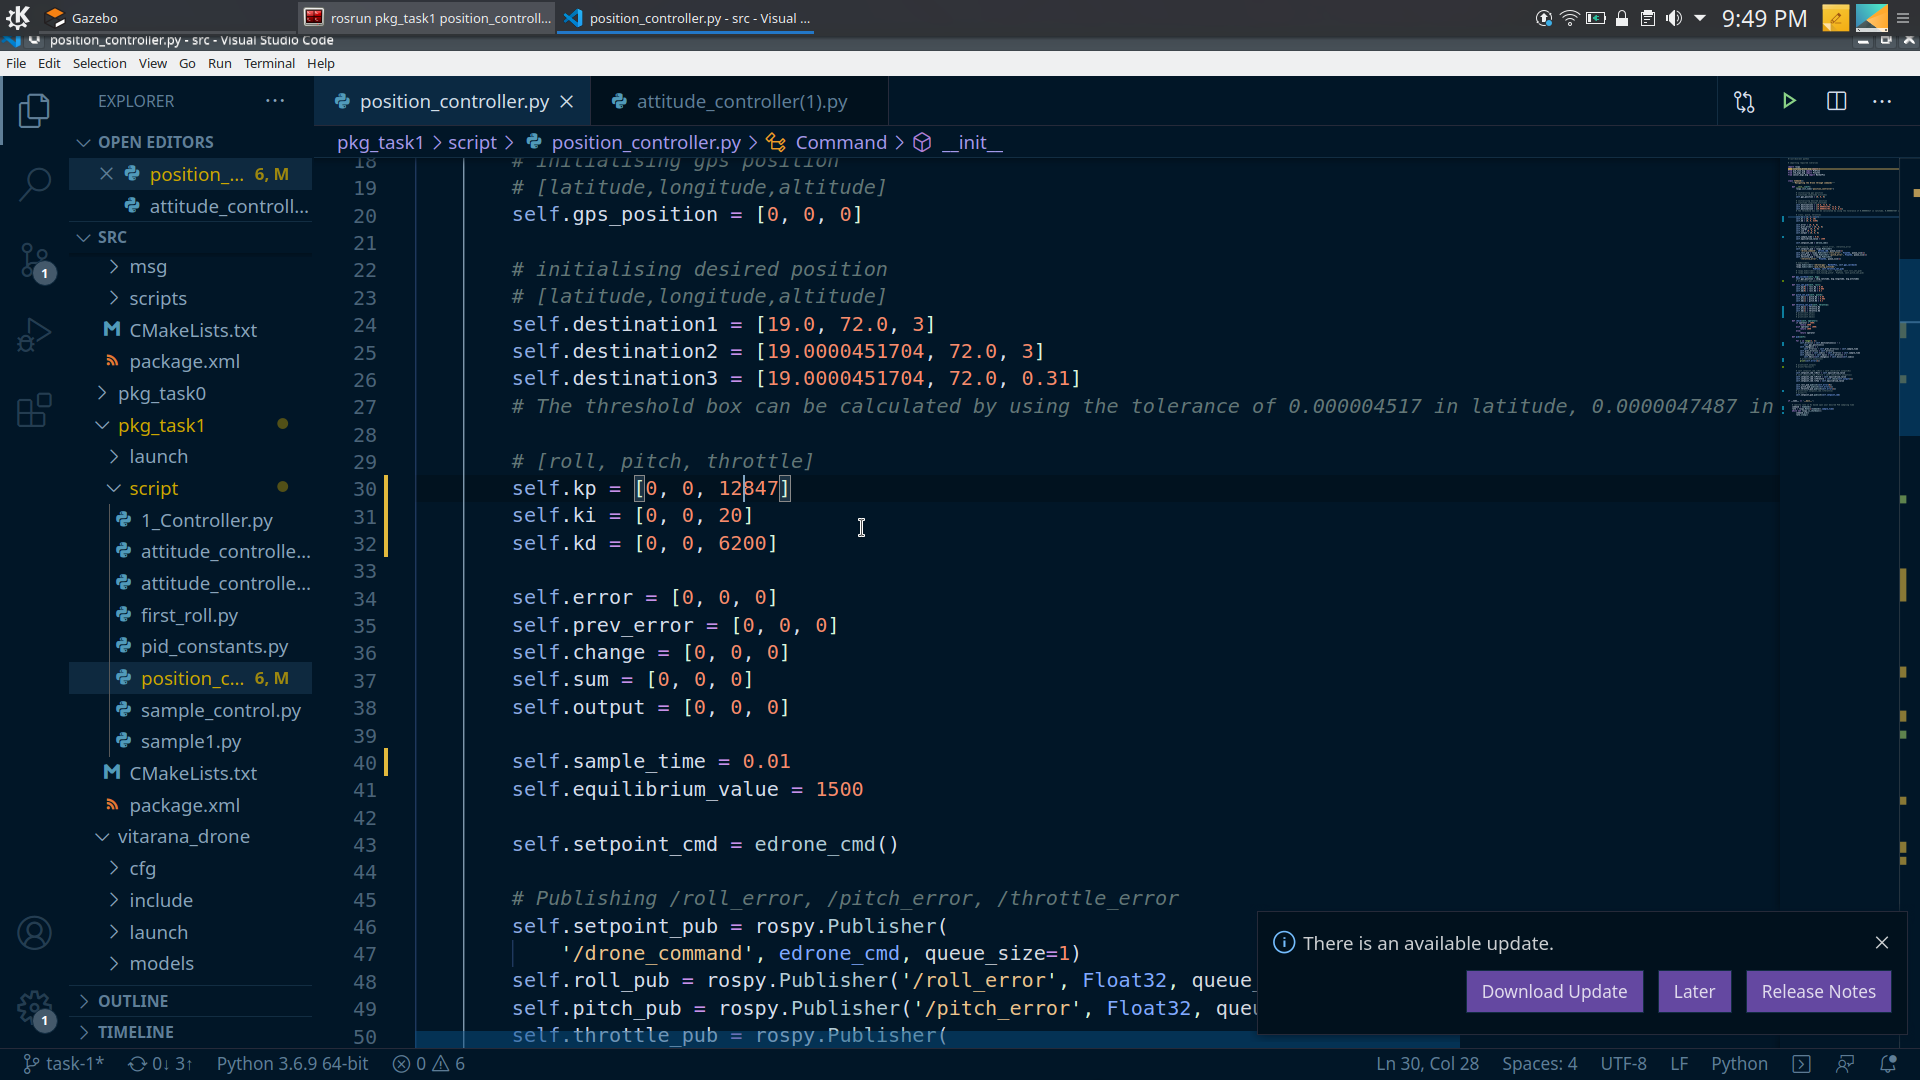 Gazebo
rosrun pkg_task1 position_controll...
position_controller.py - src - Visual ...
9:49 PM
position_controller.py - src - Visual Studio Code
File Edit Selection View Go Run Terminal Help
EXPLORER
position_controller.py
attitude_controller(1).py
OPEN EDITORS
pkg_task1 > script > position_controller.py > Command > __init__
position_... 6, M
attitude_controll...
SRC
msg
scripts
CMakeLists.txt
package.xml
pkg_task0
pkg_task1
launch
script
1_Controller.py
attitude_controlle...
attitude_controlle...
first_roll.py
pid_constants.py
position_c... 6, M
sample_control.py
sample1.py
CMakeLists.txt
package.xml
vitarana_drone
cfg
include
launch
models
OUTLINE
TIMELINE
1
1
18 # initialising gps position
19 # [latitude,longitude,altitude]
20 self.gps_position = [0, 0, 0]
21
22 # initialising desired position
23 # [latitude,longitude,altitude]
24 self.destination1 = [19.0, 72.0, 3]
25 self.destination2 = [19.0000451704, 72.0, 3]
26 self.destination3 = [19.0000451704, 72.0, 0.31]
27 # The threshold box can be calculated by using the tolerance of 0.000004517 in latitude, 0.0000047487 in
28
29 # [roll, pitch, throttle]
30 self.kp = [0, 0, 12847]
31 self.ki = [0, 0, 20]
32 self.kd = [0, 0, 6200]
33
34 self.error = [0, 0, 0]
35 self.prev_error = [0, 0, 0]
36 self.change = [0, 0, 0]
37 self.sum = [0, 0, 0]
38 self.output = [0, 0, 0]
39
40 self.sample_time = 0.01
41 self.equilibrium_value = 1500
42
43 self.setpoint_cmd = edrone_cmd()
44
45 # Publishing /roll_error, /pitch_error, /throttle_error
46 self.setpoint_pub = rospy.Publisher(
47 '/drone_command', edrone_cmd, queue_size=1)
48 self.roll_pub = rospy.Publisher('/roll_error', Float32, queue_
49 self.pitch_pub = rospy.Publisher('/pitch_error', Float32, queu
50 self.throttle_pub = rospy.Publisher(
There is an available update.
Download Update
Later
Release Notes
task-1* 0↓ 3↑ Python 3.6.9 64-bit 0 6
Ln 30, Col 28 Spaces: 4 UTF-8 LF Python